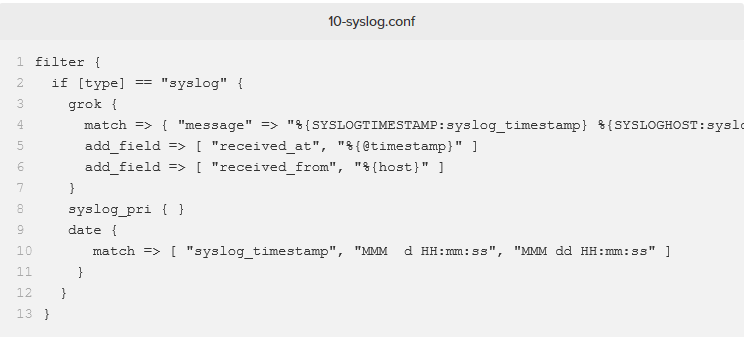 10-syslog.conf
1 filter {
2   if [type] == "syslog" {
3     grok {
4       match => { "message" => "%{SYSLOGTIMESTAMP:syslog_timestamp} %{SYSLOGHOST:syslo
5       add_field => [ "received_at", "%{@timestamp}" ]
6       add_field => [ "received_from", "%{host}" ]
7     }
8     syslog_pri { }
9     date {
10        match => [ "syslog_timestamp", "MMM  d HH:mm:ss", "MMM dd HH:mm:ss" ]
11      }
12    }
13 }